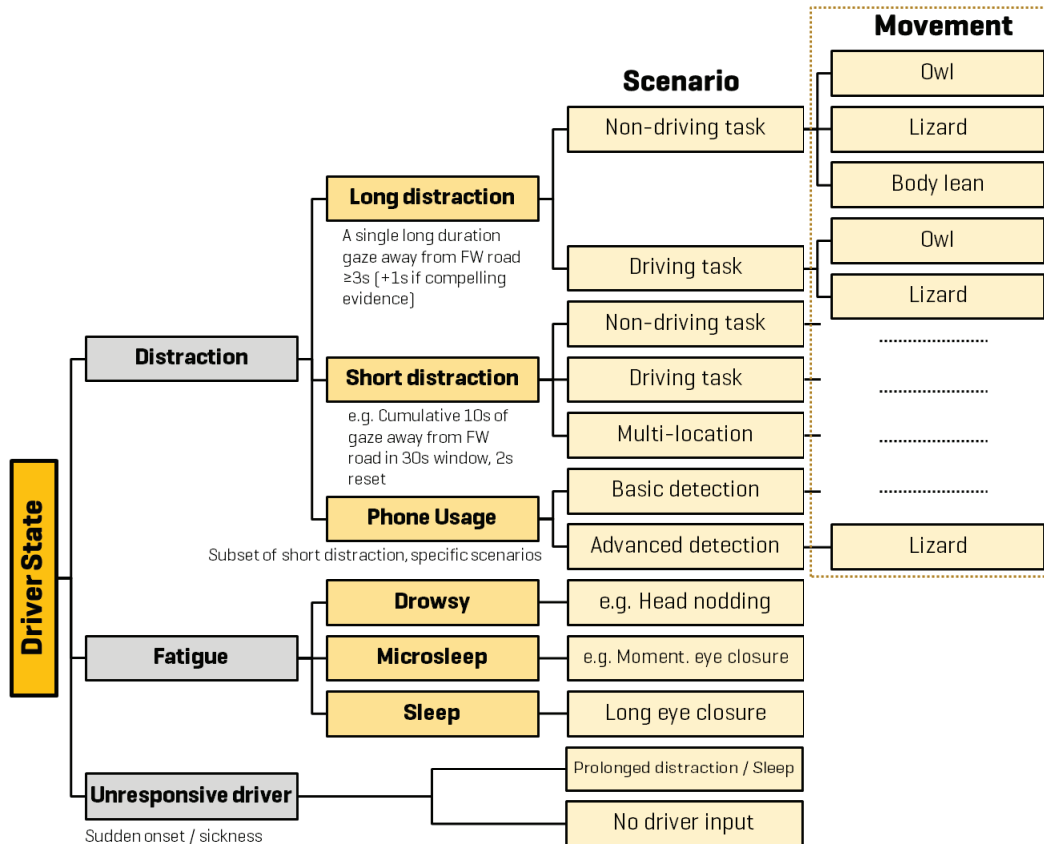 Movement
Scenario
Owl
Non-driving task
Lizard
Long distraction
Body lean
A single long duration
gaze away from FW road
≥3s (+1s if compelling
evidence)
Owl
Driving task
Lizard
Non-driving task
Distraction
Short distraction
Driving task
e.g. Cumulative 10s of
gaze away from FW
road in 30s window, 2s
reset
Multi-location
Basic detection
Phone Usage
Subset of short distraction, specific scenarios
Advanced detection
Lizard
Driver State
Drowsy
e.g. Head nodding
Fatigue
Microsleep
e.g. Moment. eye closure
Sleep
Long eye closure
Unresponsive driver
Prolonged distraction / Sleep
Sudden onset / sickness
No driver input